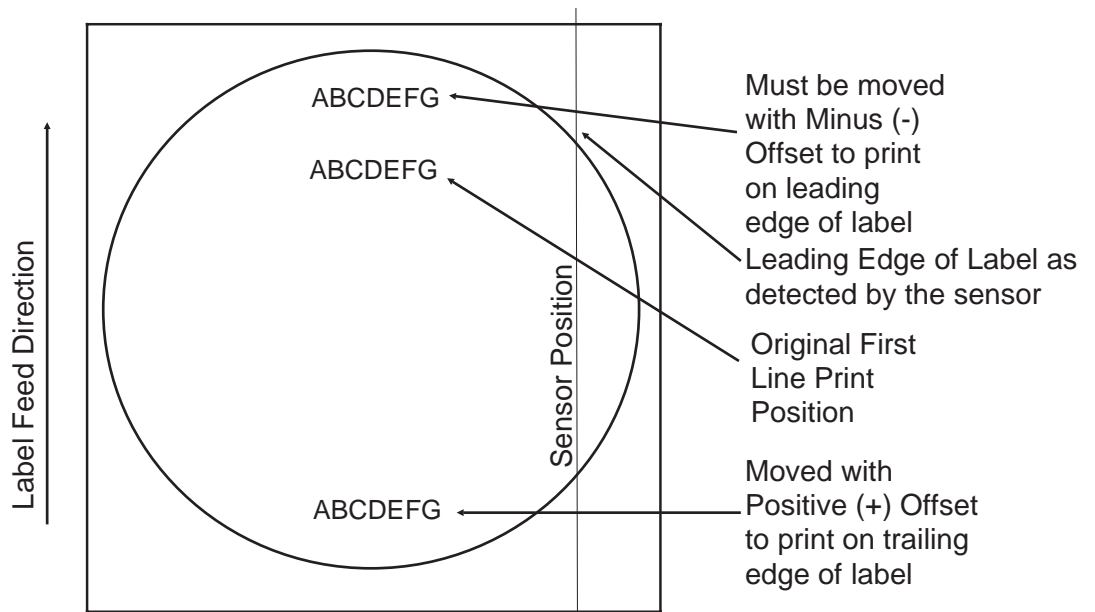 Label Feed Direction
ABCDEFG
ABCDEFG
ABCDEFG
Sensor Position
Must be moved
with Minus (-)
Offset to print
on leading
edge of label
Leading Edge of Label as
detected by the sensor
Original First
Line Print
Position
Moved with
Positive (+) Offset
to print on trailing
edge of label